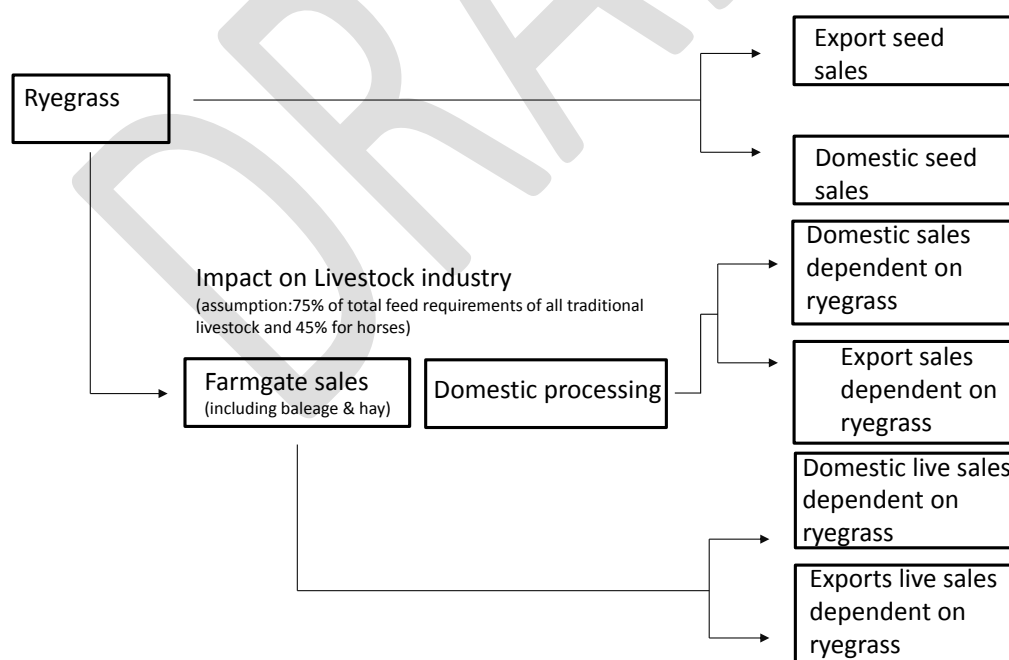 Export seed
sales
Ryegrass
Domestic seed
sales
Domestic sales
dependent on
ryegrass
Impact on Livestock industry
(assumption:75% of total feed requirements of all traditional
livestock and 45% for horses)
Farmgate sales
(including baleage & hay)
Domestic processing
Export sales
dependent on
ryegrass
Domestic live sales
dependent on
ryegrass
Exports live sales
dependent on
ryegrass